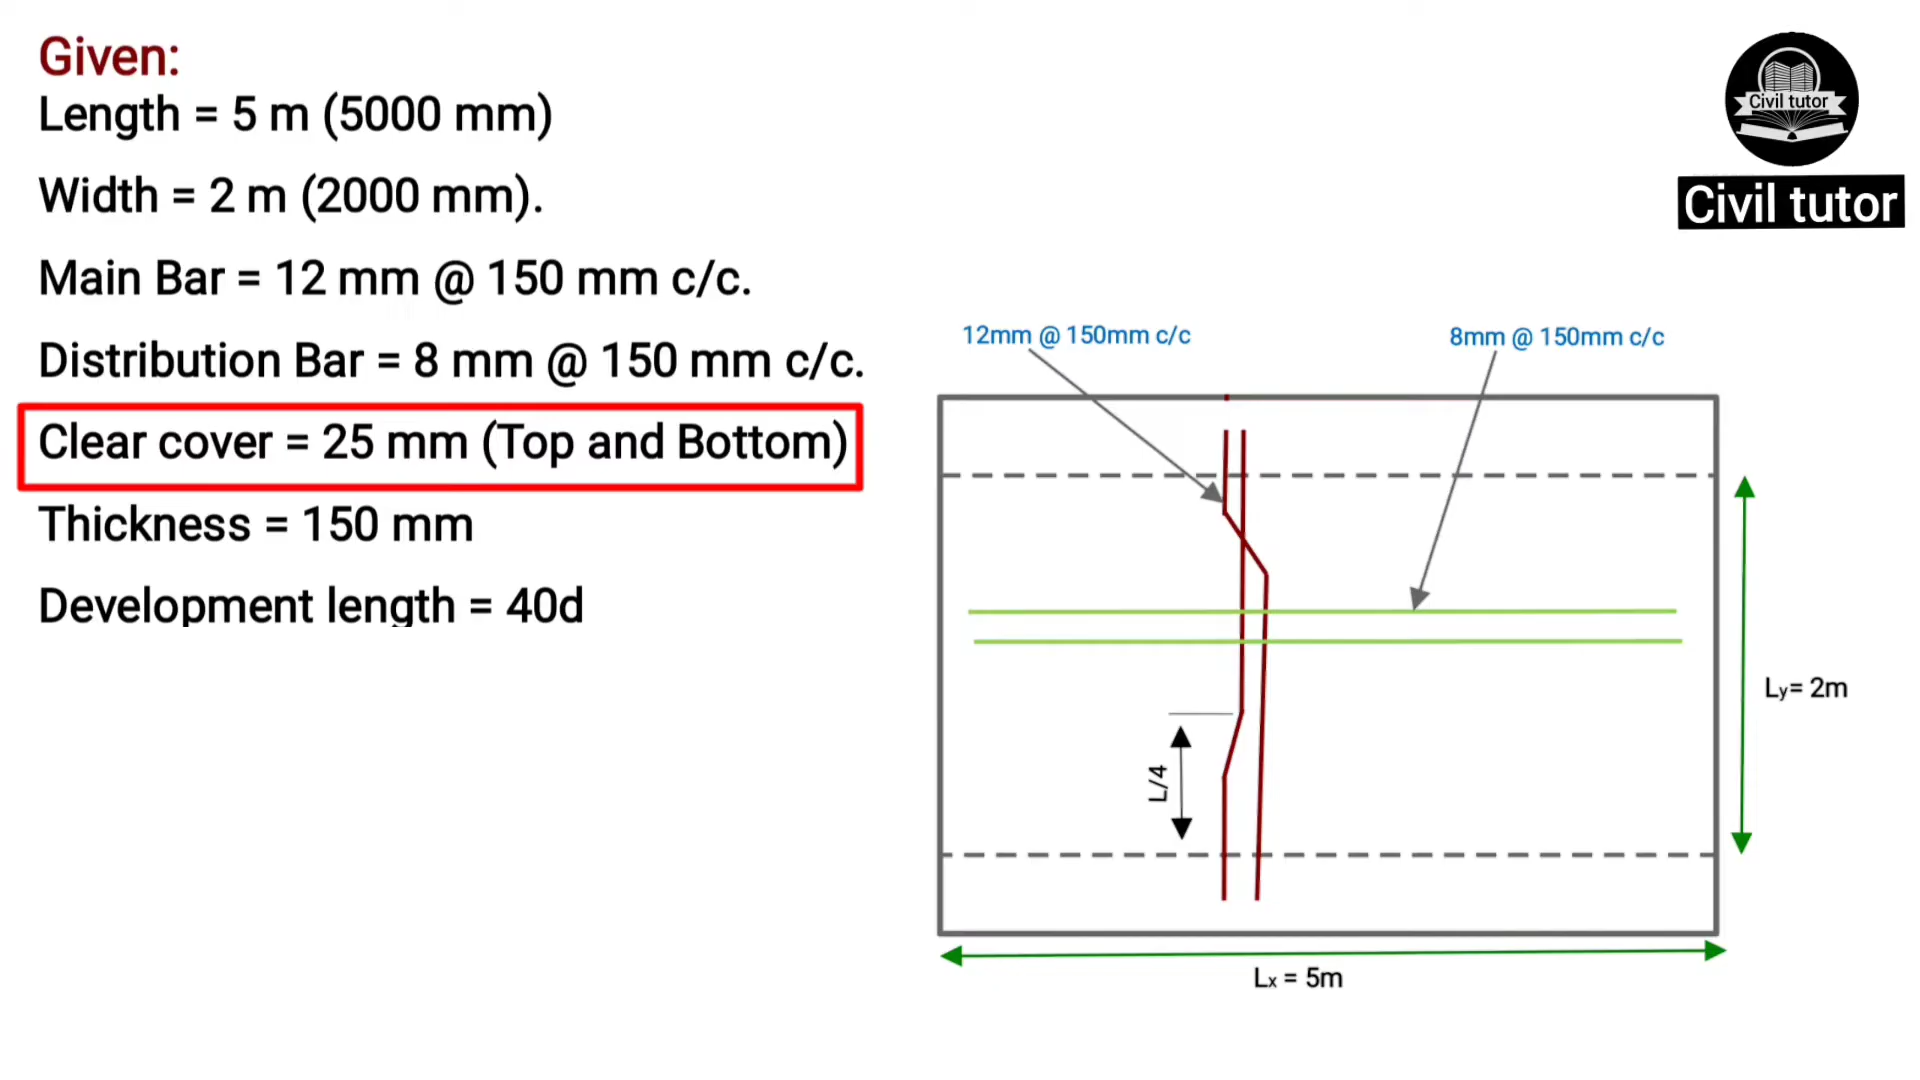 Given:
Length = 5 m (5000 mm)
Width = 2 m (2000 mm).
Main Bar = 12 mm @ 150 mm c/c.
Distribution Bar = 8 mm @ 150 mm c/c.
Clear cover = 25 mm (Top and Bottom)
Thickness = 150 mm
Development length = 40d
Civil tutor
Civil tutor
12mm @ 150mm c/c
8mm @ 150mm c/c
L/4
Ly= 2m
Lx = 5m